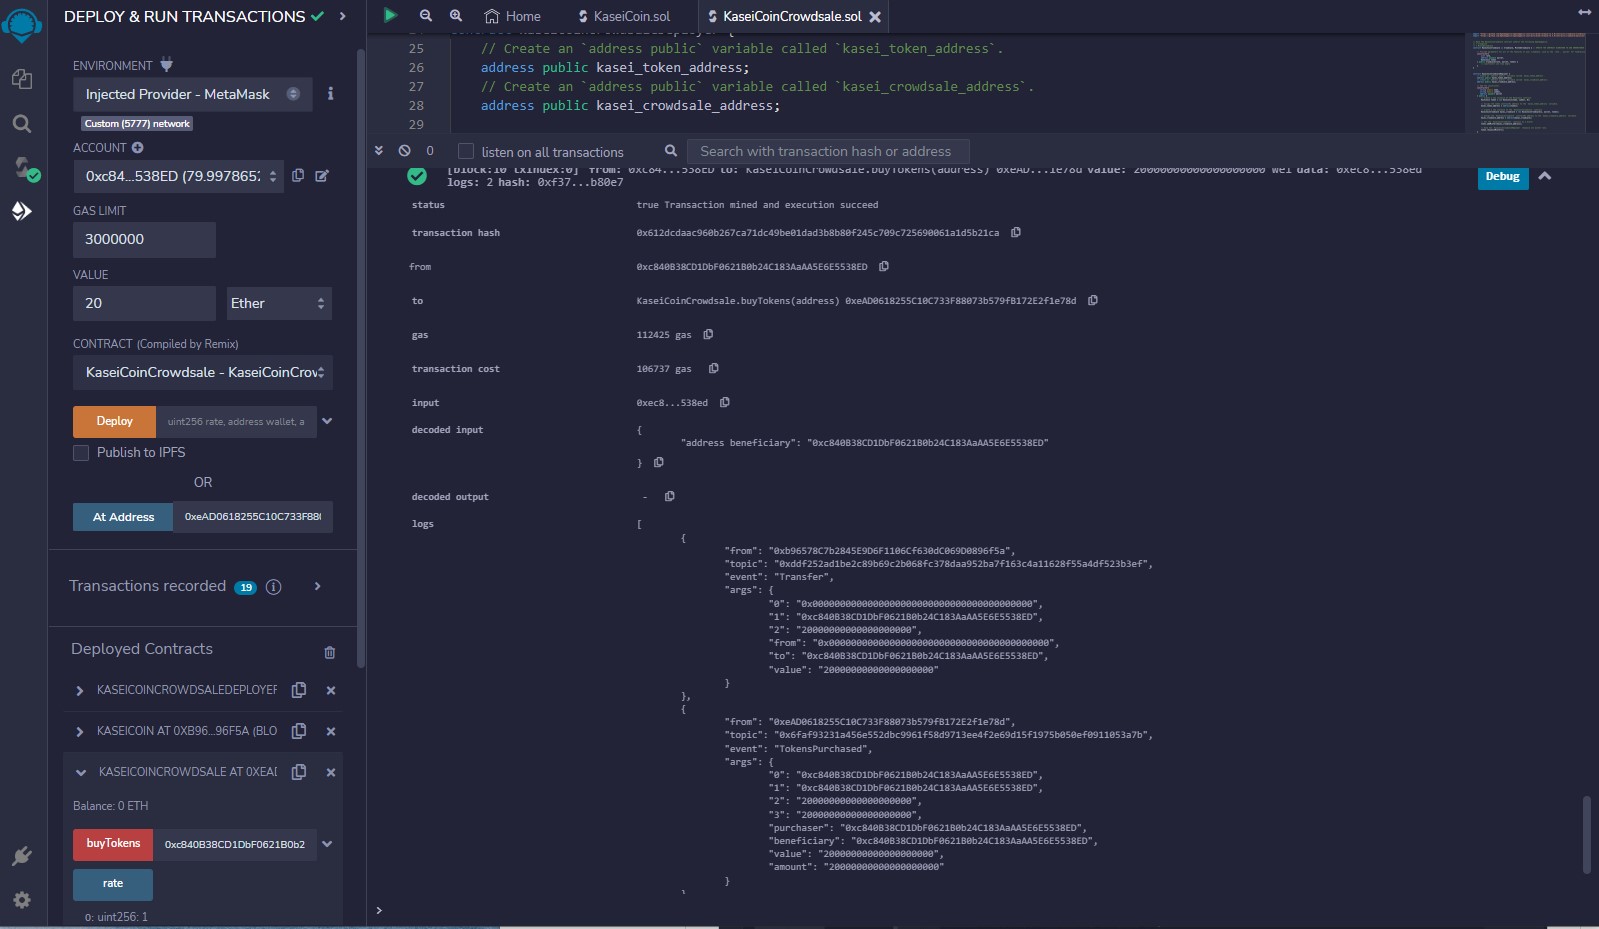 DEPLOY & RUN TRANSACTIONS
ENVIRONMENT
Injected Provider - MetaMask
Custom (5777) network
ACCOUNT
0xc84...538ED (79.9978652
GAS LIMIT
3000000
VALUE
20
Ether
CONTRACT (Compiled by Remix)
KaseiCoinCrowdsale - KaseiCoinCrov
Deploy
uint256 rate, address wallet, a
Publish to IPFS
OR
At Address
0xeAD0618255C10C733F88(
Transactions recorded 19 i
Deployed Contracts
KASEICOINCROWDSALEDEPLOYER
KASEICOIN AT 0XB96...96F5A (BLO
KASEICOINCROWDSALE AT 0XEAD
Balance: 0 ETH
buyTokens
0xc840B38CD1DbF0621B0b2
rate
0: uint256: 1
Home
KaseiCoin.sol
KaseiCoinCrowdsale.sol
25 // Create an `address public` variable called `kasei_token_address`.
26 address public kasei_token_address;
27 // Create an `address public` variable called `kasei_crowdsale_address`.
28 address public kasei_crowdsale_address;
29
0
listen on all transactions
Search with transaction hash or address
[block:10 txIndex:0] from: 0xc84...538ED to: KaseiCoinCrowdsale.buyTokens(address) 0xeAD...1e78d value: 20000000000000000000 wei data: 0xec8...538ed
logs: 2 hash: 0xf37...b80e7
Debug
status true Transaction mined and execution succeed
transaction hash 0x612dcdaac960b267ca71dc49be01dad3b8b80f245c709c725690061a1d5b21ca
from 0xc840B38CD1DbF0621B0b24C183AaAA5E6E5538ED
to KaseiCoinCrowdsale.buyTokens(address) 0xeAD0618255C10C733F88073b579fB172E2f1e78d
gas 112425 gas
transaction cost 106737 gas
input 0xec8...538ed
decoded input {
"address beneficiary": "0xc840B38CD1DbF0621B0b24C183AaAA5E6E5538ED"
}
decoded output -
logs [
{
"from": "0xb96578C7b2845E9D6F1106Cf630dC069D0896f5a",
"topic": "0xddf252ad1be2c89b69c2b068fc378daa952ba7f163c4a11628f55a4df523b3ef",
"event": "Transfer",
"args": {
"0": "0x0000000000000000000000000000000000000000",
"1": "0xc840B38CD1DbF0621B0b24C183AaAA5E6E5538ED",
"2": "20000000000000000000",
"from": "0x0000000000000000000000000000000000000000",
"to": "0xc840B38CD1DbF0621B0b24C183AaAA5E6E5538ED",
"value": "20000000000000000000"
}
},
{
"from": "0xeAD0618255C10C733F88073b579fB172E2f1e78d",
"topic": "0x6faf93231a456e552dbc9961f58d9713ee4f2e69d15f1975b050ef0911053a7b",
"event": "TokensPurchased",
"args": {
"0": "0xc840B38CD1DbF0621B0b24C183AaAA5E6E5538ED",
"1": "0xc840B38CD1DbF0621B0b24C183AaAA5E6E5538ED",
"2": "20000000000000000000",
"3": "20000000000000000000",
"purchaser": "0xc840B38CD1DbF0621B0b24C183AaAA5E6E5538ED",
"beneficiary": "0xc840B38CD1DbF0621B0b24C183AaAA5E6E5538ED",
"value": "20000000000000000000",
"amount": "20000000000000000000"
}
>